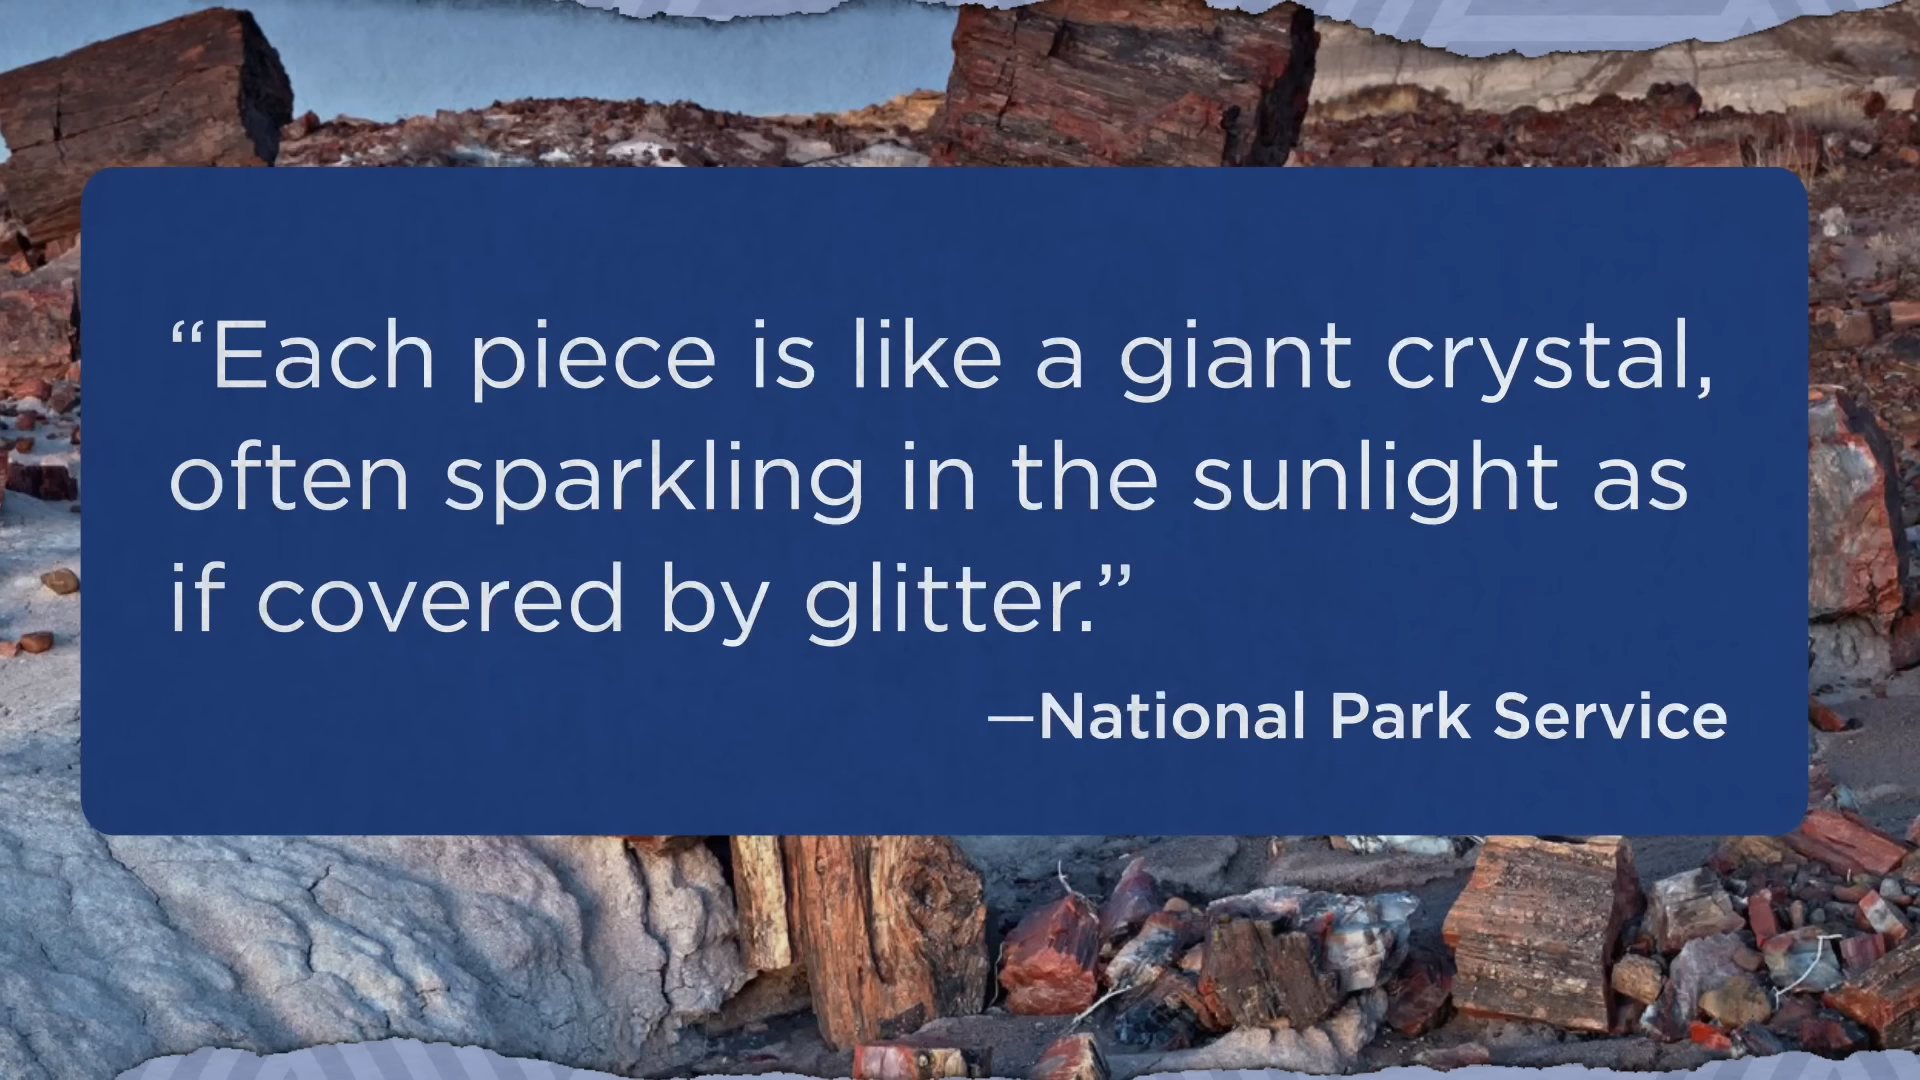 “Each piece is like a giant crystal,
often sparkling in the sunlight as
if covered by glitter.”
—National Park Service